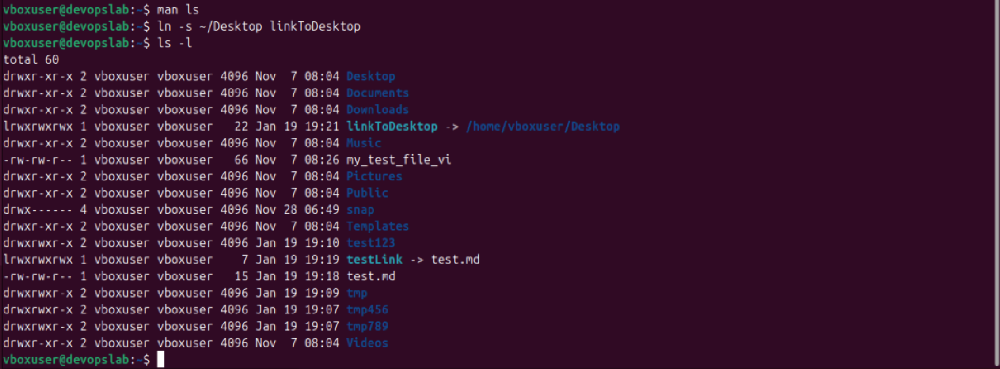 vboxuser@devopslab:~$ man ls
vboxuser@devopslab:~$ ln -s ~/Desktop linkToDesktop
vboxuser@devopslab:~$ ls -l
total 60
drwxr-xr-x 2 vboxuser vboxuser 4096 Nov  7 08:04 Desktop
drwxr-xr-x 2 vboxuser vboxuser 4096 Nov  7 08:04 Documents
drwxr-xr-x 2 vboxuser vboxuser 4096 Nov  7 08:04 Downloads
lrwxrwxrwx 1 vboxuser vboxuser   22 Jan 19 19:21 linkToDesktop -> /home/vboxuser/Desktop
drwxr-xr-x 2 vboxuser vboxuser 4096 Nov  7 08:04 Music
-rw-rw-r-- 1 vboxuser vboxuser   66 Nov  7 08:26 my_test_file_vi
drwxr-xr-x 2 vboxuser vboxuser 4096 Nov  7 08:04 Pictures
drwxr-xr-x 2 vboxuser vboxuser 4096 Nov  7 08:04 Public
drwx------ 4 vboxuser vboxuser 4096 Nov 28 06:49 snap
drwxr-xr-x 2 vboxuser vboxuser 4096 Nov  7 08:04 Templates
drwxrwxr-x 2 vboxuser vboxuser 4096 Jan 19 19:10 test123
lrwxrwxrwx 1 vboxuser vboxuser    7 Jan 19 19:19 testLink -> test.md
-rw-rw-r-- 1 vboxuser vboxuser   15 Jan 19 19:18 test.md
drwxrwxr-x 2 vboxuser vboxuser 4096 Jan 19 19:09 tmp
drwxrwxr-x 2 vboxuser vboxuser 4096 Jan 19 19:07 tmp456
drwxrwxr-x 2 vboxuser vboxuser 4096 Jan 19 19:07 tmp789
drwxr-xr-x 2 vboxuser vboxuser 4096 Nov  7 08:04 Videos
vboxuser@devopslab:~$